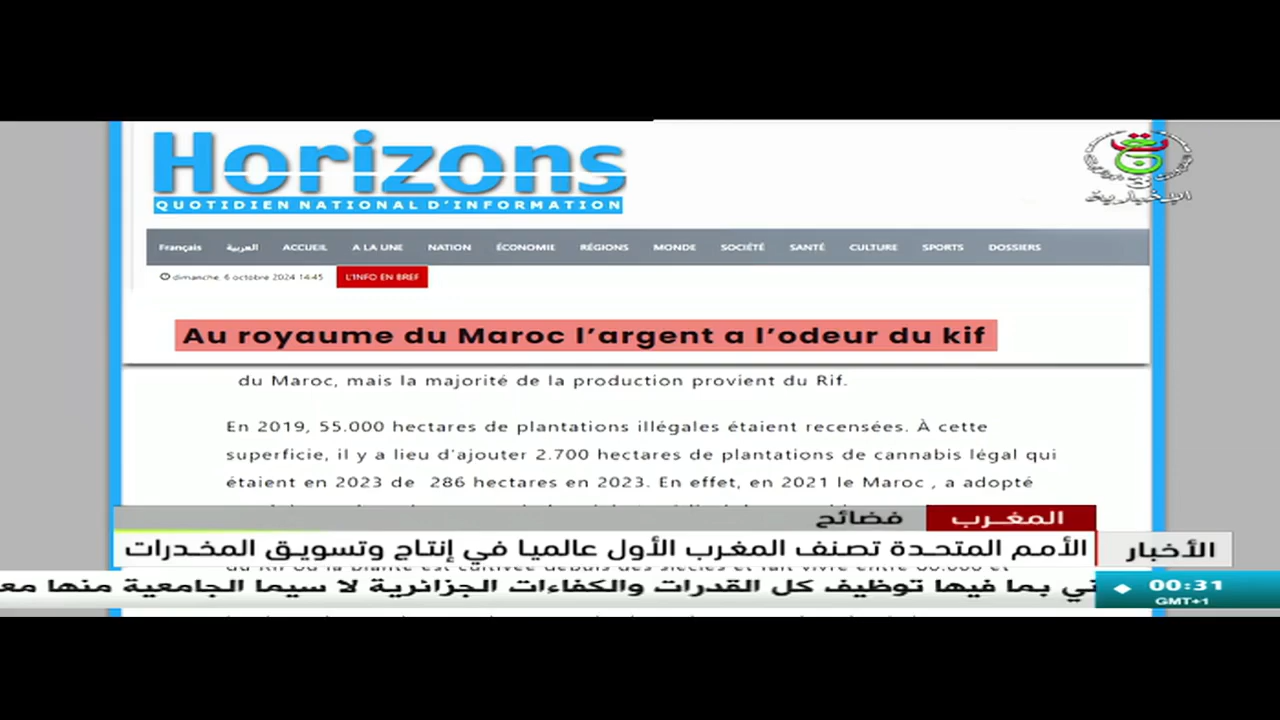 Horizons
QUOTIDIEN NATIONAL D'INFORMATION
الإخبارية
Français العربية ACCUEIL A LA UNE NATION ÉCONOMIE RÉGIONS MONDE SOCIÉTÉ SANTÉ CULTURE SPORTS DOSSIERS
dimanche, 6 octobre 2024 14:45 L'INFO EN BREF
Au royaume du Maroc l'argent a l'odeur du kif
du Maroc, mais la majorité de la production provient du Rif.
En 2019, 55.000 hectares de plantations illégales étaient recensées. À cette
superficie, il y a lieu d'ajouter 2.700 hectares de plantations de cannabis légal qui
étaient en 2023 de 286 hectares en 2023. En effet, en 2021 le Maroc , a adopté
المغرب فضائح
الأخبار الأمم المتحدة تصنف المغرب الأول عالميا في إنتاج وتسويق المخدرات
بما فيها توظيف كل القدرات والكفاءات الجزائرية لا سيما الجامعية منها
00:31
GMT+1